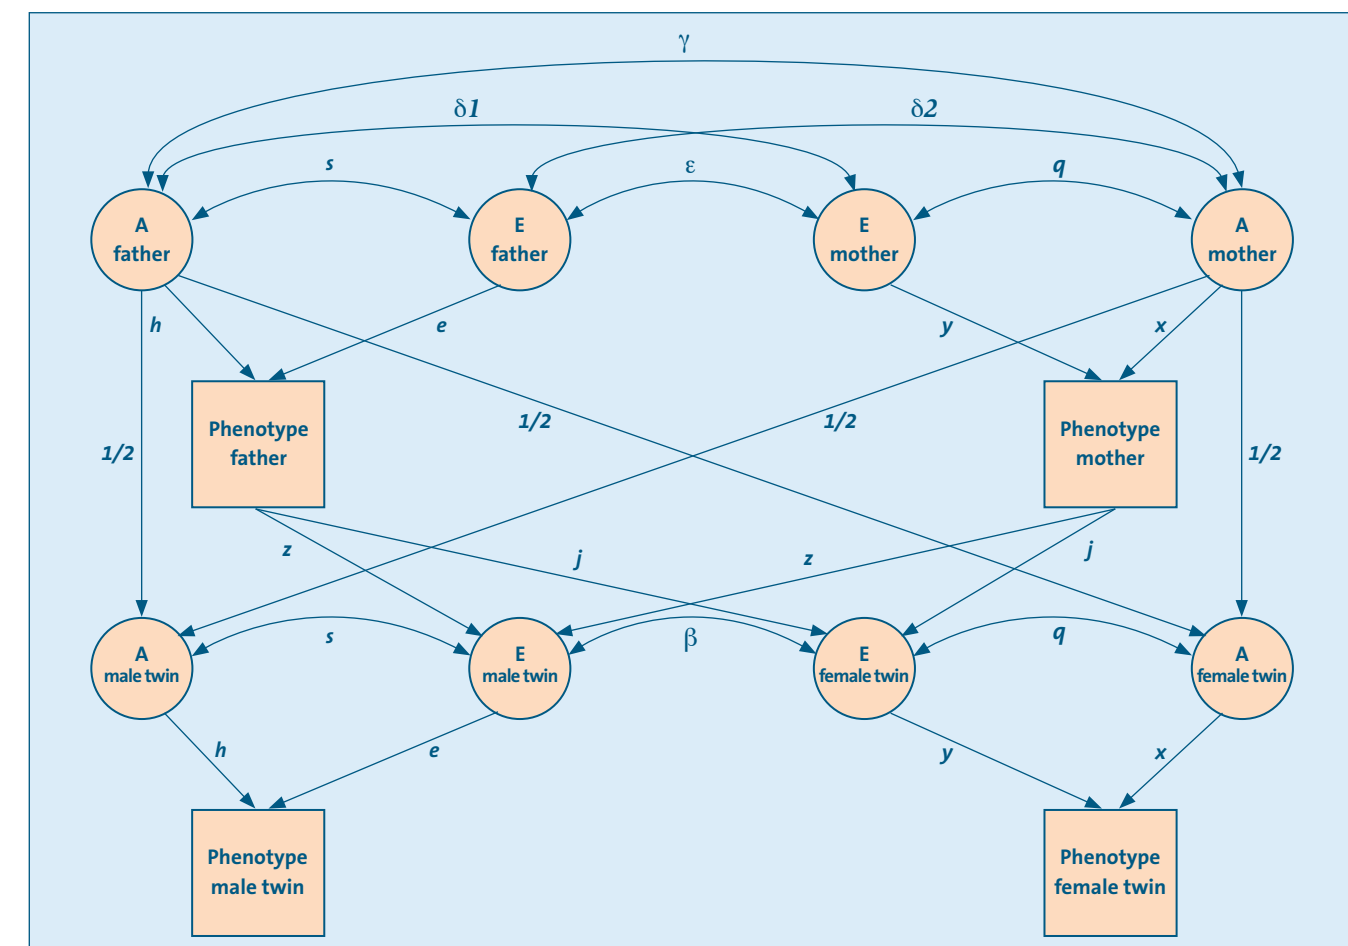 γ
δ1
δ2
s
ε
q
A
father
E
father
E
mother
A
mother
h
e
y
x
Phenotype
father
Phenotype
mother
1/2
1/2
1/2
1/2
z
j
z
j
A
male twin
s
E
male twin
β
E
female twin
q
A
female twin
h
e
y
x
Phenotype
male twin
Phenotype
female twin